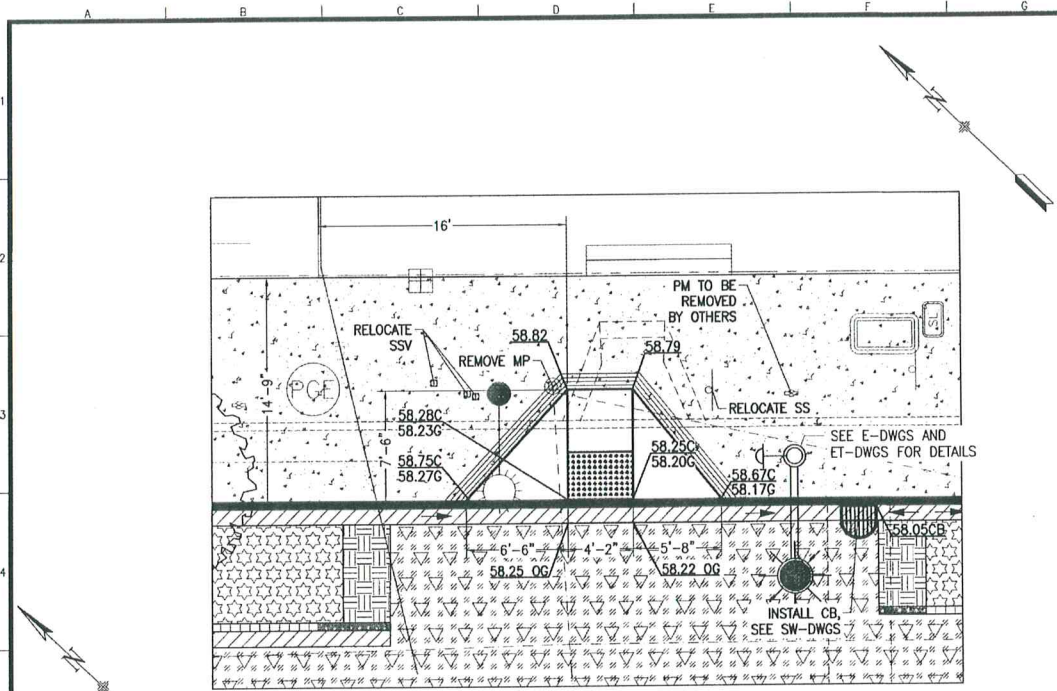 A B C D E F G
1
N
2
16'
PM TO BE
REMOVED
BY OTHERS
SL
RELOCATE
SSV
58.82
58.79
REMOVE MP
14'-9"
PGE
3
7'-6"
RELOCATE SS
58.28C
58.23G
SEE E-DWGS AND
ET-DWGS FOR DETAILS
58.75C
58.27G
58.25C
58.20G
58.67C
58.17G
58.05CB
6'-6" 4'-2" 5'-8"
58.25 OG
58.22 OG
4
INSTALL CB,
SEE SW-DWGS
N